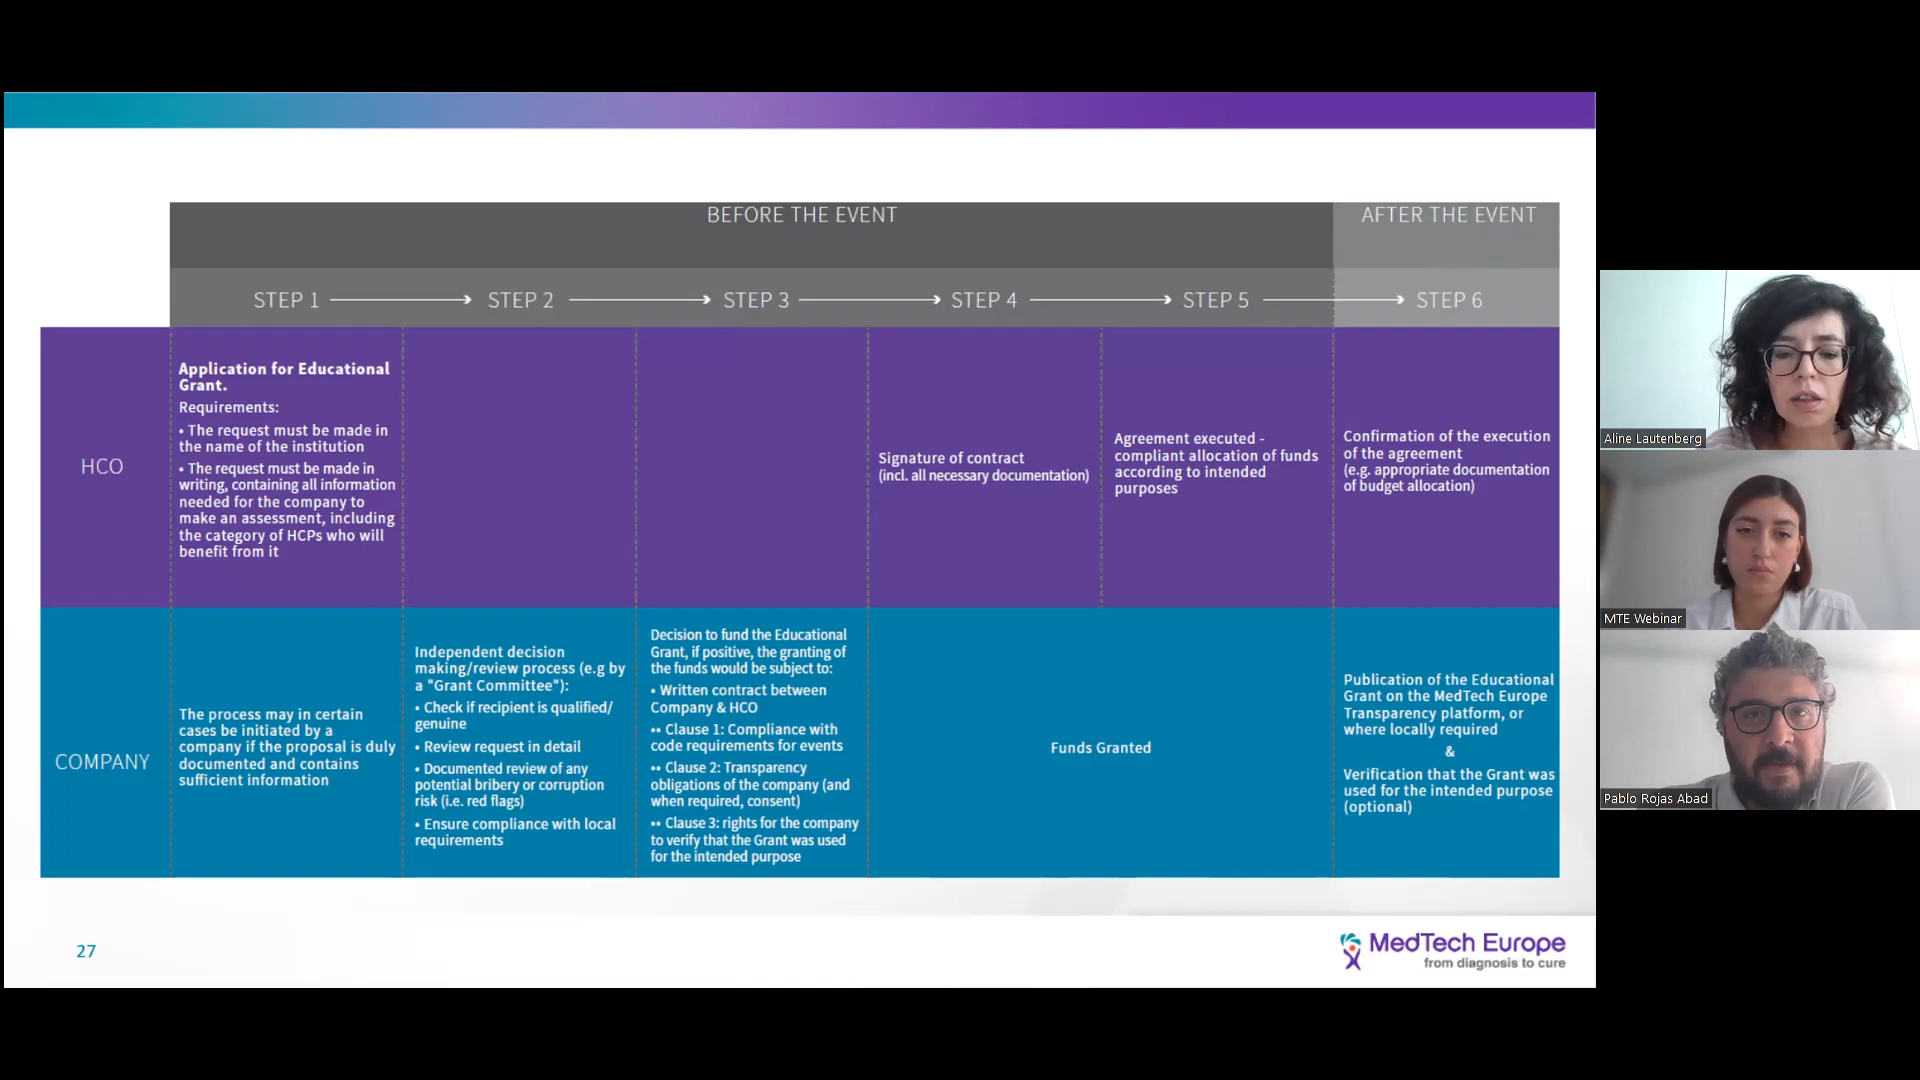 BEFORE THE EVENT
AFTER THE EVENT
STEP 1
STEP 2
STEP 3
STEP 4
STEP 5
STEP 6
HCO
Application for Educational
Grant.
Requirements:
• The request must be made in
the name of the institution
• The request must be made in
writing, containing all information
needed for the company to
make an assessment, including
the category of HCPs who will
benefit from it
Signature of contract
(incl. all necessary documentation)
Agreement executed -
compliant allocation of funds
according to intended
purposes
Confirmation of the execution
of the agreement
(e.g. appropriate documentation
of budget allocation)
COMPANY
The process may in certain
cases be initiated by a
company if the proposal is duly
documented and contains
sufficient information
Independent decision
making/review process (e.g by
a "Grant Committee"):
• Check if recipient is qualified/
genuine
• Review request in detail
• Documented review of any
potential bribery or corruption
risk (i.e. red flags)
• Ensure compliance with local
requirements
Decision to fund the Educational
Grant, if positive, the granting of
the funds would be subject to:
• Written contract between
Company & HCO
•• Clause 1: Compliance with
code requirements for events
•• Clause 2: Transparency
obligations of the company (and
when required, consent)
•• Clause 3: rights for the company
to verify that the Grant was used
for the intended purpose
Funds Granted
Publication of the Educational
Grant on the MedTech Europe
Transparency platform, or
where locally required
&
Verification that the Grant was
used for the intended purpose
(optional)
27
MedTech Europe
from diagnosis to cure
Aline Lautenberg
MTE Webinar
Pablo Rojas Abad